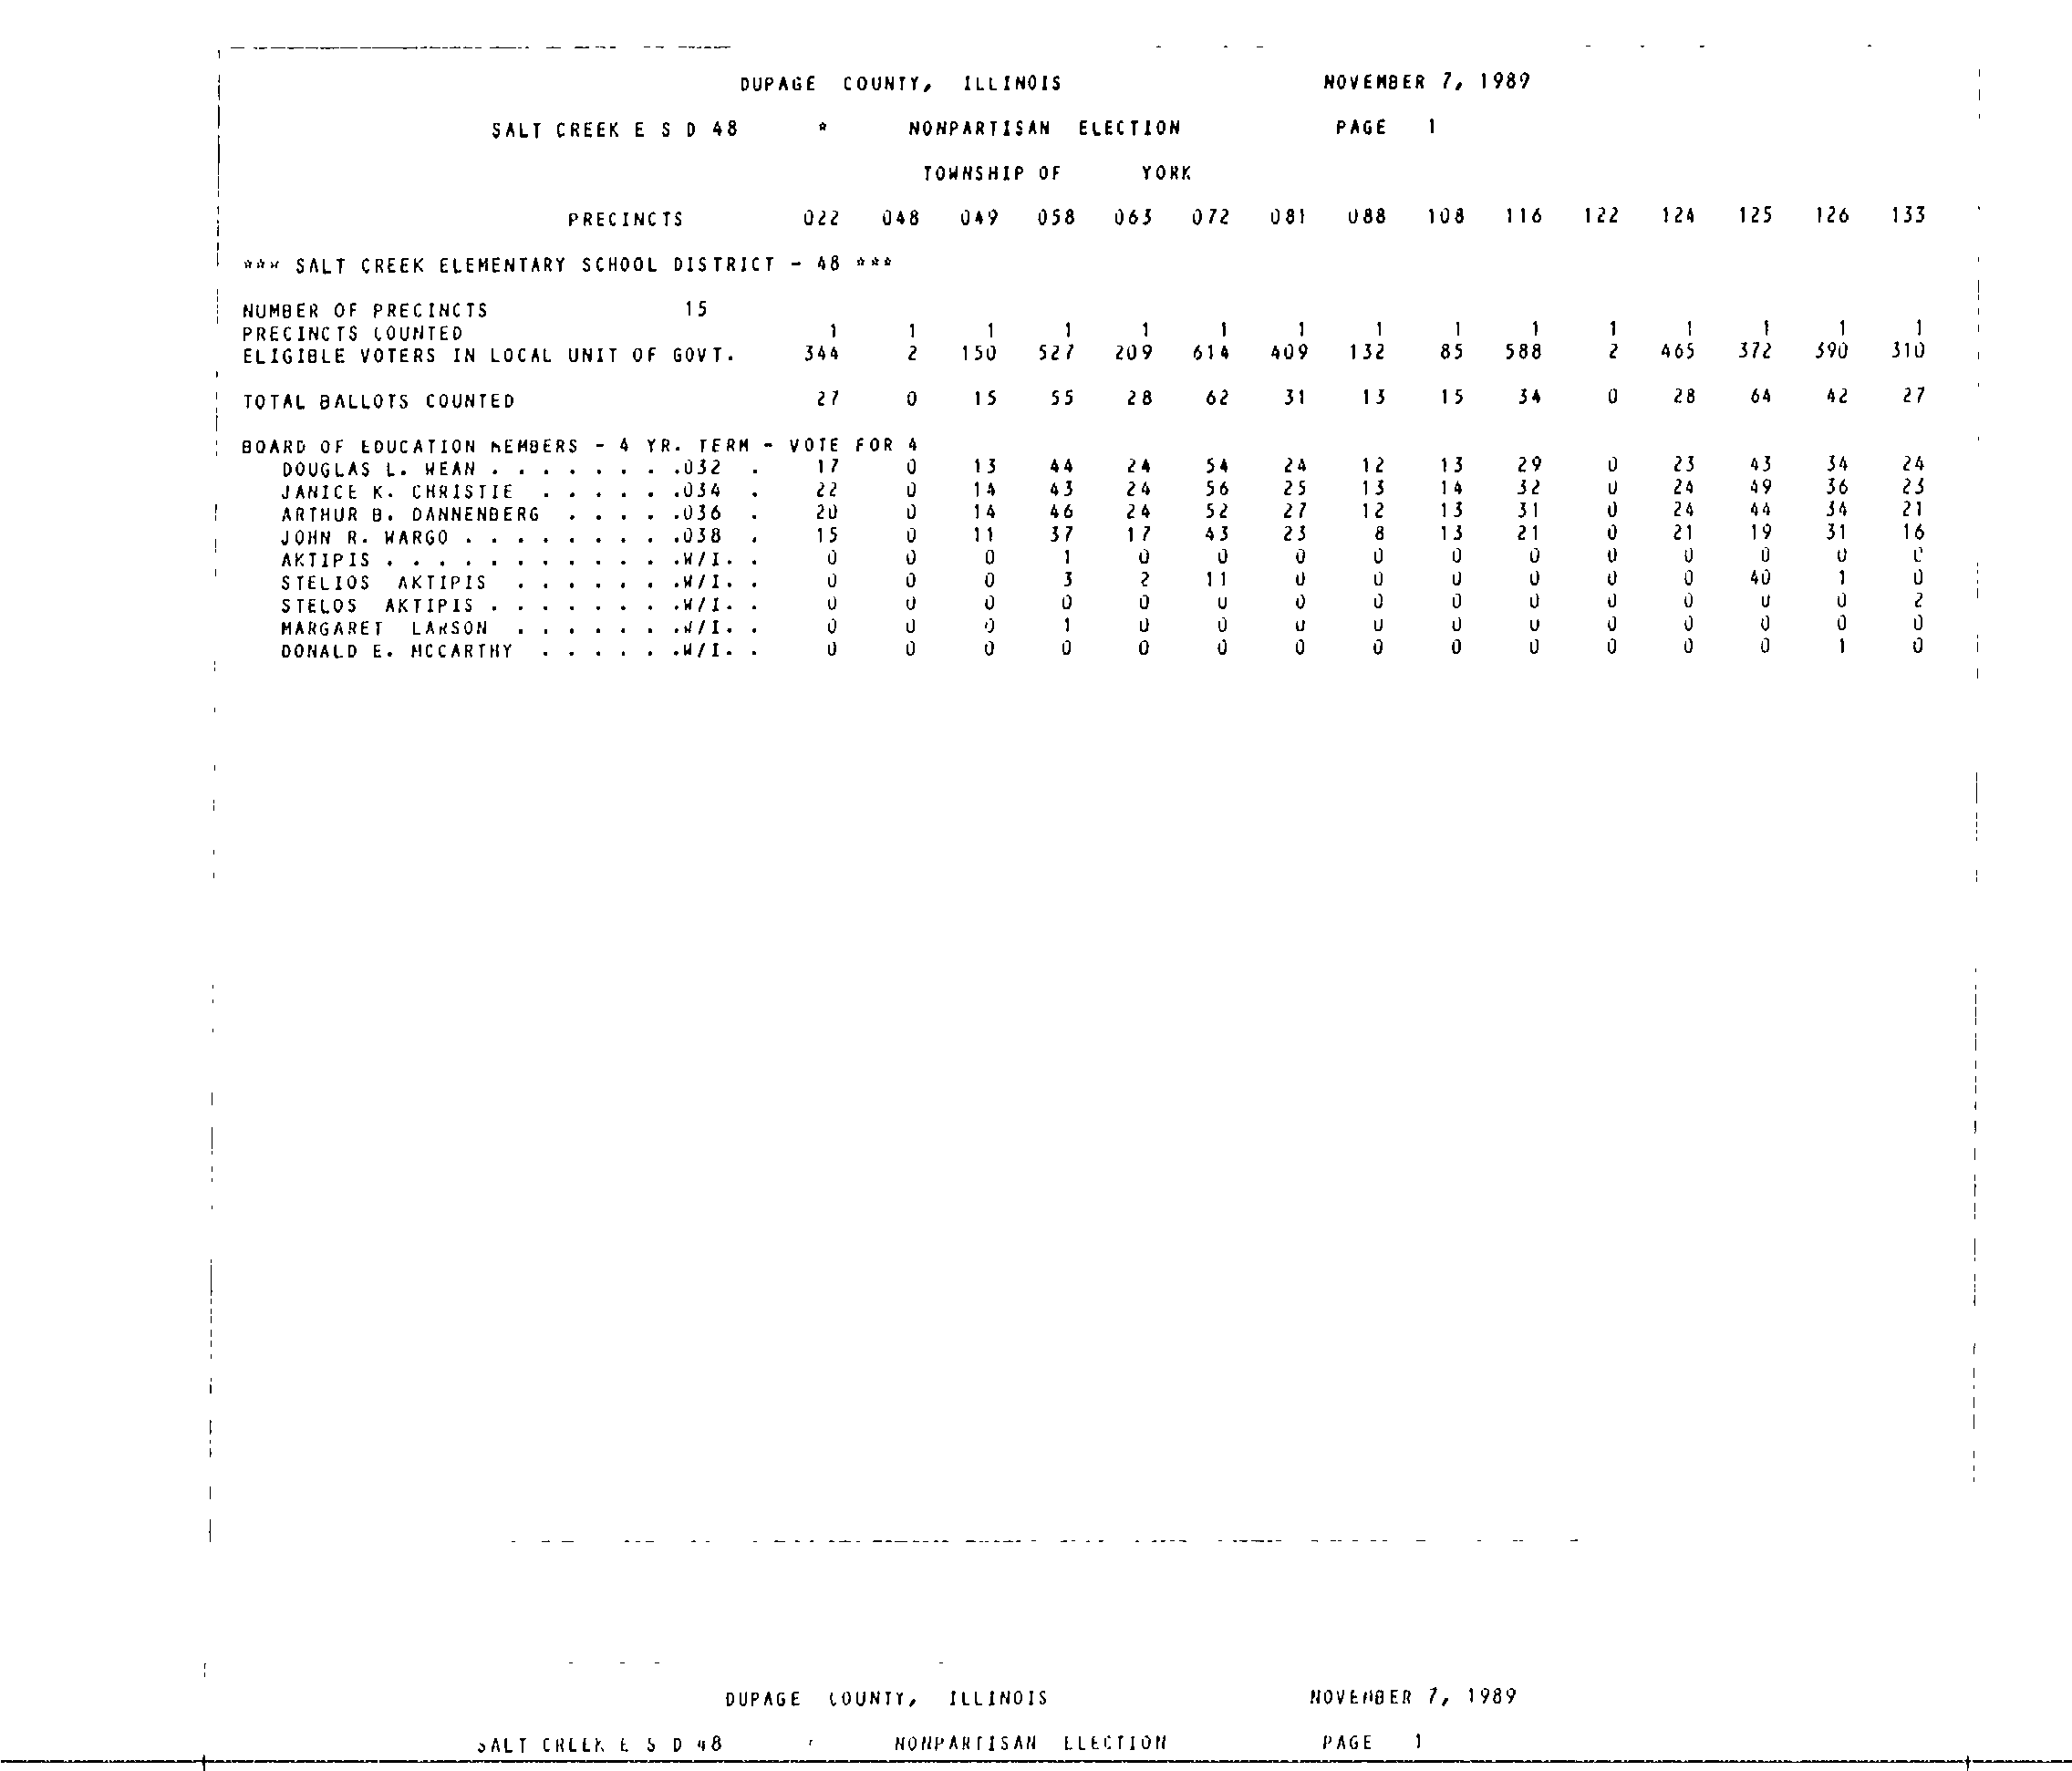 DUPAGE COUNTY, ILLINOIS NOVEMBER 7, 1989
SALT CREEK E S D 48 * NONPARTISAN ELECTION PAGE 1
TOWNSHIP OF YORK
PRECINCTS 022 048 049 058 063 072 081 088 108 116 122 124 125 126 133
*** SALT CREEK ELEMENTARY SCHOOL DISTRICT - 48 ***
NUMBER OF PRECINCTS 15
PRECINCTS COUNTED 1 1 1 1 1 1 1 1 1 1 1 1 1 1 1
ELIGIBLE VOTERS IN LOCAL UNIT OF GOVT. 344 2 150 527 209 614 409 132 85 588 2 465 372 390 310
TOTAL BALLOTS COUNTED 27 0 15 55 28 62 31 13 15 34 0 28 64 42 27
BOARD OF EDUCATION MEMBERS - 4 YR. TERM - VOTE FOR 4
DOUGLAS L. WEAN . . . . . . . .032 . 17 0 13 44 24 54 24 12 13 29 0 23 43 34 24
JANICE K. CHRISTIE . . . . . .034 . 22 0 14 43 24 56 25 13 14 32 0 24 49 36 23
ARTHUR B. DANNENBERG . . . . .036 . 20 0 14 46 24 52 27 12 13 31 0 24 44 34 21
JOHN R. WARGO . . . . . . . . .038 . 15 0 11 37 17 43 23 8 13 21 0 21 19 31 16
AKTIPIS . . . . . . . . . . . .W/I. . 0 0 0 1 0 0 0 0 0 0 0 0 0 0 0
STELIOS AKTIPIS . . . . . . .W/I. . 0 0 0 3 2 11 0 0 0 0 0 0 40 1 0
STELOS AKTIPIS . . . . . . . .W/I. . 0 0 0 0 0 0 0 0 0 0 0 0 0 0 2
MARGARET LARSON . . . . . . .W/I. . 0 0 0 1 0 0 0 0 0 0 0 0 0 0 0
DONALD E. MCCARTHY . . . . . .W/I. . 0 0 0 0 0 0 0 0 0 0 0 0 0 1 0
DUPAGE COUNTY, ILLINOIS NOVEMBER 7, 1989
SALT CREEK E S D 48 NONPARTISAN ELECTION PAGE 1